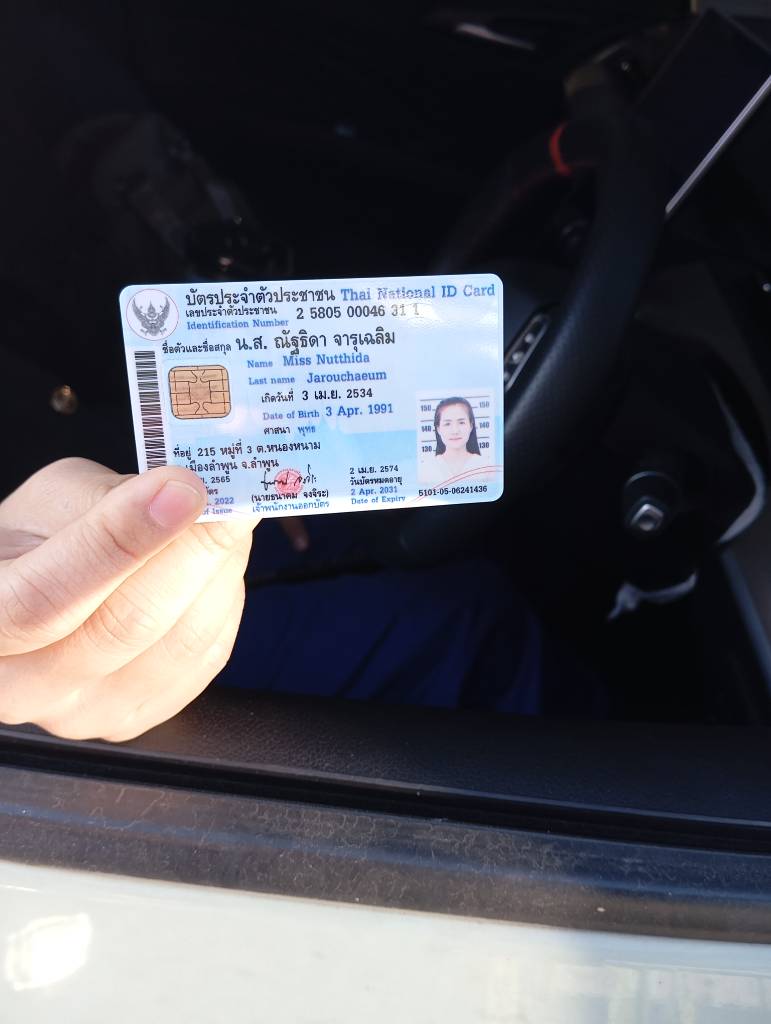 บัตรประจำตัวประชาชน Thai National ID Card
เลขประจำตัวประชาชน 2 5805 00046 31 1
Identification Number
ชื่อตัวและชื่อสกุล น.ส. ณัฐธิดา จารุเฉลิม
Name Miss Nutthida
Last name Jarouchaeum
เกิดวันที่ 3 เม.ย. 2534
Date of Birth 3 Apr. 1991
ศาสนา พุทธ
ที่อยู่ 215 หมู่ที่ 3 ต.หนองหนาม
เมืองลำพูน จ.ลำพูน
2565
2022
of Issue
(นายธนาคม จงจิระ)
เจ้าพนักงานออกบัตร
2 เม.ย. 2574
วันบัตรหมดอายุ
2 Apr. 2031
Date of Expiry
150 150
140 140
130 130
5101-05-06241436